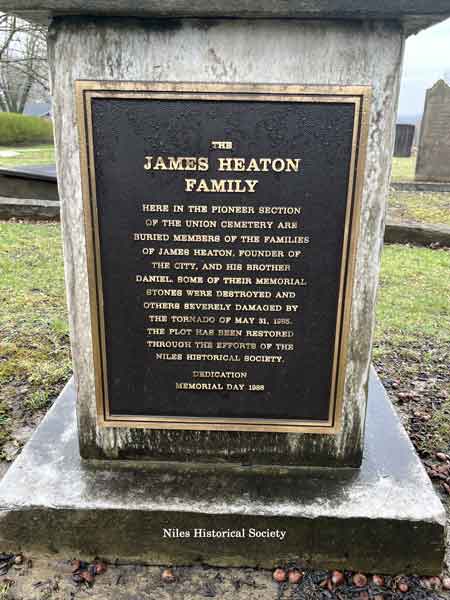 THE
JAMES HEATON
FAMILY
HERE IN THE PIONEER SECTION
OF THE UNION CEMETERY ARE
BURIED MEMBERS OF THE FAMILIES
OF JAMES HEATON, FOUNDER OF
THE CITY, AND HIS BROTHER
DANIEL. SOME OF THEIR MEMORIAL
STONES WERE DESTROYED AND
OTHERS SEVERELY DAMAGED BY
THE TORNADO OF MAY 31, 1985.
THE PLOT HAS BEEN RESTORED
THROUGH THE EFFORTS OF THE
NILES HISTORICAL SOCIETY.
DEDICATION
MEMORIAL DAY 1988
Niles Historical Society